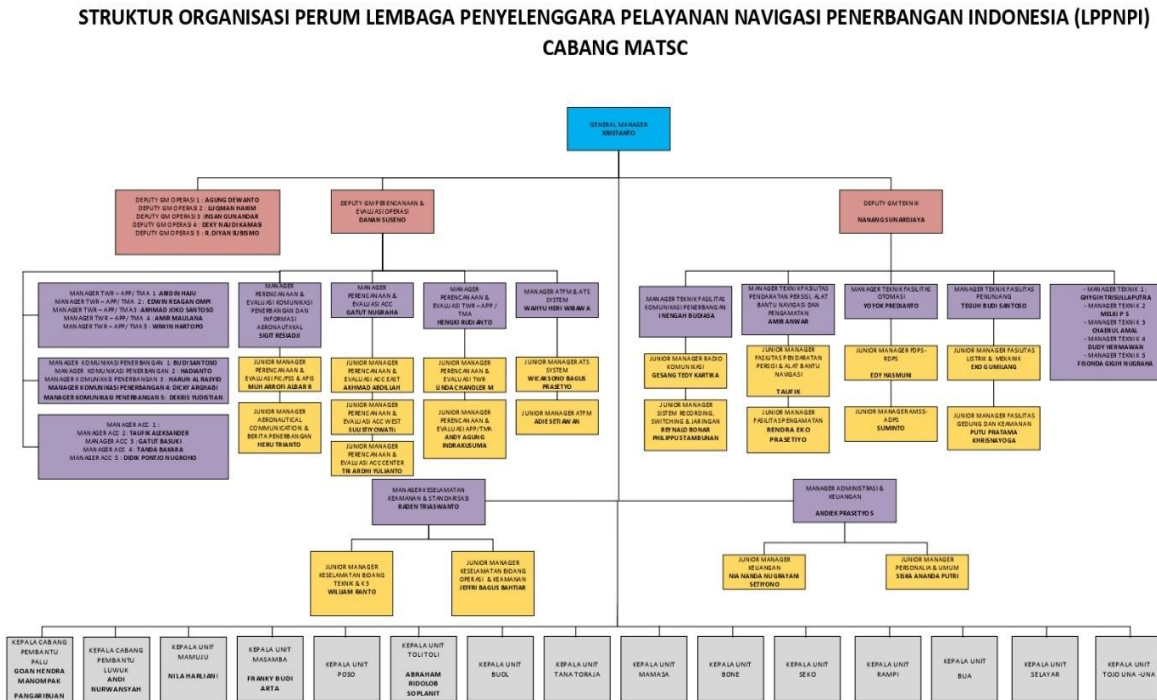 STRUKTUR ORGANISASI PERUM LEMBAGA PENYELENGGARA PELAYANAN NAVIGASI PENERBANGAN INDONESIA (LPPNPI)
CABANG MATSC
GENERAL MANAGER
KRISTANTO
DEPUTY GM OPERASI 1 : AGUNG DEWANTO
DEPUTY GM OPERASI 2 : LUQMAN HAKIM
DEPUTY GM OPERASI 3 : INSAN GUNANDAR
DEPUTY GM OPERASI 4 : DEKY NAUDI KAMASI
DEPUTY GM OPERASI 5 : R. DIYAN SUBISMO
DEPUTY GM PERENCANAAN &
EVALUASI OPERASI
DANAN SUSENO
DEPUTY GM TEKNIK
NANANG SUNARDJAYA
MANAGER TWR – APP/ TMA 1 : ABIDIN HAJU
MANAGER TWR – APP/ TMA 2 : EDWIN REAGAN OMPI
MANAGER TWR – APP/ TMA 3 : AKHMAD JOKO SANTOSO
MANAGER TWR – APP/ TMA 4 : AMIR MAULANA
MANAGER TWR – APP/ TMA 5 : WIWIN HARTOPO
MANAGER KOMUNIKASI PENERBANGAN 1 : BUDI SANTOSO
MANAGER KOMUNIKASI PENERBANGAN 2 : HADIANTO
MANAGER KOMUNIKASI PENERBANGAN 3 : HARUN AL RASYID
MANAGER KOMUNIKASI PENERBANGAN 4: DICKY ARGHADI
MANAGER KOMUNIKASI PENERBANGAN 5 : DEKRIS YUDISTIAN
MANAGER ACC 1 :
MANAGER ACC 2 : TAUFIK ALEKSANDER
MANAGER ACC 3 : GATUT BASUKI
MANAGER ACC 4 : TANDA BANARA
MANAGER ACC 5 : DIDIK PONTJO NUGROHO
MANAGER
PERENCANAAN &
EVALUASI KOMUNIKASI
PENERBANGAN DAN
INFORMASI
AERONAUTIKAL
SIGIT RESIADJI
JUNIOR MANAGER
PERENCANAAN &
EVALUASI FIC/FSS & AFIS
MUH ARROFI ALBAR R
JUNIOR MANAGER
AERONAUTICAL
COMMUNICATION &
BERITA PENERBANGAN
HERU TRIANTO
MANAGER
PERENCANAAN &
EVALUASI ACC
GATUT NUGRAHA
JUNIOR MANAGER
PERENCANAAN &
EVALUASI ACC EAST
AHMAD ABDILLAH
JUNIOR MANAGER
PERENCANAAN &
EVALUASI ACC WEST
SULISTIYOWATI
JUNIOR MANAGER
PERENCANAAN &
EVALUASI ACC CENTER
TRI ARDHI YULIANTO
MANAGER
PERENCANAAN &
EVALUASI TWR – APP /
TMA
HENGKI RUDIANTO
JUNIOR MANAGER
PERENCANAAN &
EVALUASI TWR
LINDA CHANDLER M
JUNIOR MANAGER
PERENCANAAN &
EVALUASI APP/TMA
ANDY AGUNG
INDRAKUSUMA
MANAGER ATFM & ATS
SYSTEM
WAHYU HERI WIBAWA
JUNIOR MANAGER ATS
SYSTEM
WICAKSONO BAGUS
PRASETYO
JUNIOR MANAGER ATFM
ADIE SETIAWAN
MANAGER TEKNIK FASILITAS
KOMUNIKASI PENERBANGAN
I NENGAH BUDIASA
JUNIOR MANAGER RADIO
KOMUNIKASI
GESANG TEDY KARTIKA
JUNIOR MANAGER
SISTEM RECORDING,
SWITCHING & JARINGAN
REYNALD BONAR
PHILIPPUS TAMBUNAN
MANAGER TEKNIK FASILITAS
PENDARATAN PERSISI, ALAT
BANTU NAVIGASI DAN
PENGAMATAN
AMIR ANWAR
JUNIOR MANAGER
FASILITAS PENDARATAN
PERSISI & ALAT BANTU
NAVIGASI
TAUFIK
JUNIOR MANAGER
FASILITAS PENGAMATAN
RENDRA EKO
PRASETIYO
MANAGER TEKNIK FASILITAS
OTOMASI
YOYOK PREDIANTO
JUNIOR MANAGER FDPS-
RDPS
EDY HASMUNI
JUNIOR MANAGER AMSS-
ADPS
SUMINTO
MANAGER TEKNIK FASILITAS
PENUNJANG
TEGUH BUDI SANTOSO
JUNIOR MANAGER FASILITAS
LISTRIK & MEKANIK
EKO GUMILANG
JUNIOR MANAGER FASILITAS
GEDUNG DAN KEAMANAN
PUTU PRATAMA
KHRISNAYOGA
- MANAGER TEKNIK 1 :
GHYGIH TRISULLAPUTRA
- MANAGER TEKNIK 2
MELKI P S
- MANAGER TEKNIK 3
CHAERUL AMAL
- MANAGER TEKNIK 4
DUDY HERMAWAN
- MANAGER TEKNIK 5
FISONDA GIGIH NUGRAHA
MANAGER KESELAMATAN
KEAMANAN & STANDARISASI
RADEN TRIASWANTO
JUNIOR MANAGER
KESELAMATAN BIDANG
TEKNIK & K3
WILLIAM RANTO
JUNIOR MANAGER
KESELAMATAN BIDANG
OPERASI & KEAMANAN
JEFFRI BAGUS BAHTIAR
MANAGER ADMINISTRASI &
KEUANGAN
ANDIEK PRASETYO S
JUNIOR MANAGER
KEUANGAN
NIA NANDA NUGRAYANI
SETIYONO
JUNIOR MANAGER
PERSONALIA & UMUM
SISKA ANANDA PUTRI
KEPALA CABANG
PEMBANTU
PALU
GOAN HENDRA
MANOMPAK
PANGARIBUAN
KEPALA CABANG
PEMBANTU
LUWUK
ANDI
NURWANSYAH
KEPALA UNIT
MAMUJU
NILA HARLIANI
KEPALA UNIT
MASAMBA
FRANKY BUDI
ARTA
KEPALA UNIT
POSO
KEPALA UNIT
TOLI TOLI
ABRAHAM
RIDOLOB
SOPLANIT
KEPALA UNIT
BUOL
KEPALA UNIT
TANA TORAJA
KEPALA UNIT
MAMASA
KEPALA UNIT
BONE
KEPALA UNIT
SEKO
KEPALA UNIT
RAMPI
KEPALA UNIT
BUA
KEPALA UNIT
SELAYAR
KEPALA UNIT
TOJO UNA -UNA